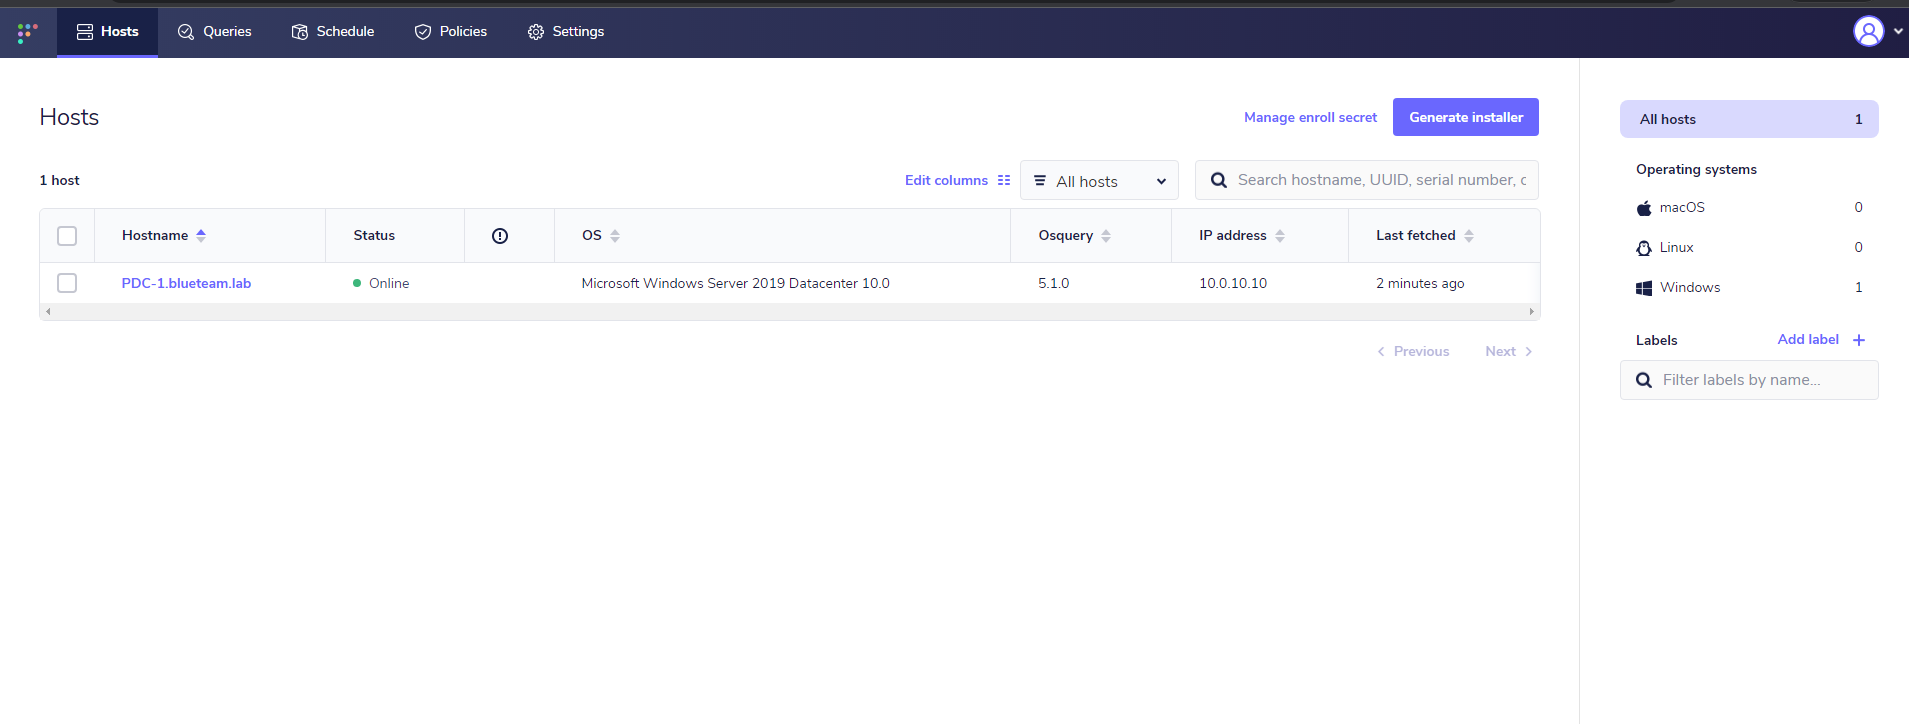 Hosts Queries Schedule Policies Settings
Hosts
Manage enroll secret Generate installer
1 host
Edit columns All hosts Search hostname, UUID, serial number, c
Hostname Status OS Osquery IP address Last fetched
PDC-1.blueteam.lab Online Microsoft Windows Server 2019 Datacenter 10.0 5.1.0 10.0.10.10 2 minutes ago
Previous Next
All hosts 1
Operating systems
macOS 0
Linux 0
Windows 1
Labels Add label +
Filter labels by name...